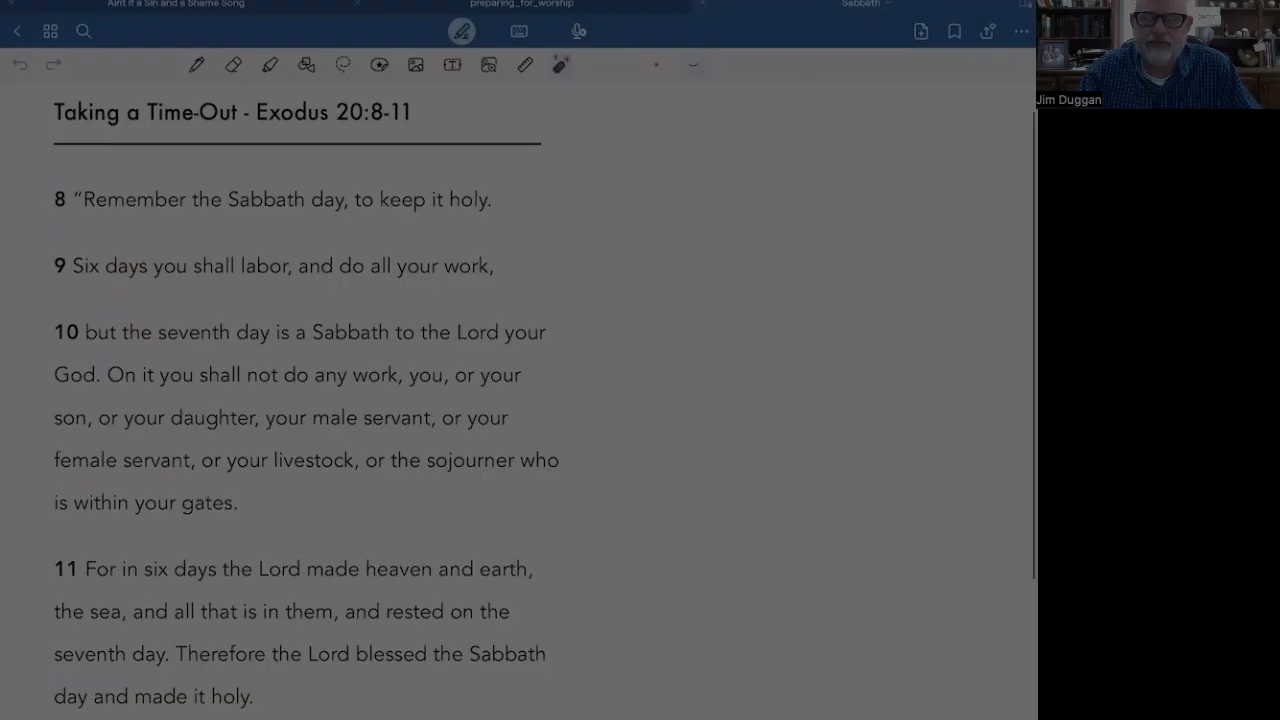 Aint it a Sin and a Shame Song
preparing_for_worship
Sabbath
Jim Duggan
Taking a Time-Out - Exodus 20:8-11
8 “Remember the Sabbath day, to keep it holy.
9 Six days you shall labor, and do all your work,
10 but the seventh day is a Sabbath to the Lord your
God. On it you shall not do any work, you, or your
son, or your daughter, your male servant, or your
female servant, or your livestock, or the sojourner who
is within your gates.
11 For in six days the Lord made heaven and earth,
the sea, and all that is in them, and rested on the
seventh day. Therefore the Lord blessed the Sabbath
day and made it holy.